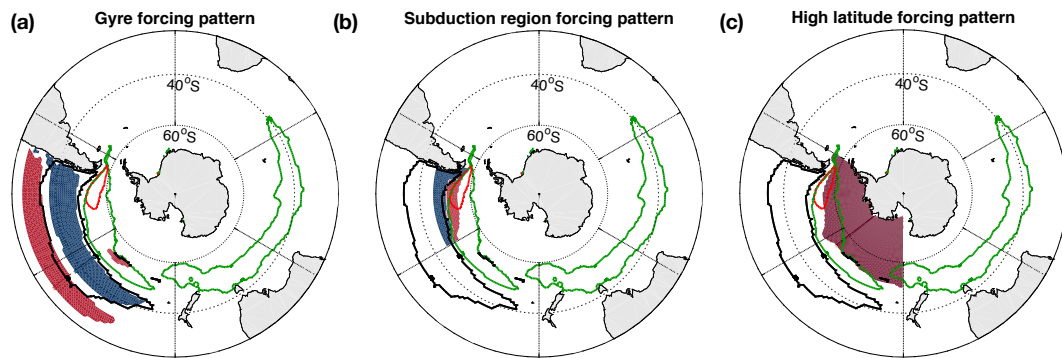 (a) Gyre forcing pattern
40°S
60°S
(b) Subduction region forcing pattern
40°S
60°S
(c) High latitude forcing pattern
40°S
60°S